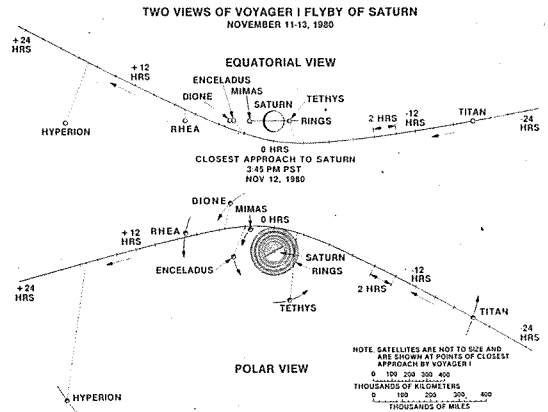 TWO VIEWS OF VOYAGER I FLYBY OF SATURN
NOVEMBER 11-13, 1980
+24
HRS
+12
HRS
EQUATORIAL VIEW
ENCELADUS
MIMAS
DIONE
SATURN
TETHYS
HYPERION
RHEA
RINGS
2 HRS
-12
HRS
TITAN
-24
HRS
0 HRS
CLOSEST APPROACH TO SATURN
3:45 PM PST
NOV 12, 1980
DIONE
MIMAS
0 HRS
+12
HRS
RHEA
ENCELADUS
SATURN
RINGS
+24
HRS
2 HRS
-12
HRS
TETHYS
TITAN
-24
HRS
NOTE. SATELLITES ARE NOT TO SIZE AND
ARE SHOWN AT POINTS OF CLOSEST
APPROACH BY VOYAGER I
POLAR VIEW
0 100 200 300 400
THOUSANDS OF KILOMETERS
HYPERION
0 100 200 300 400
THOUSANDS OF MILES